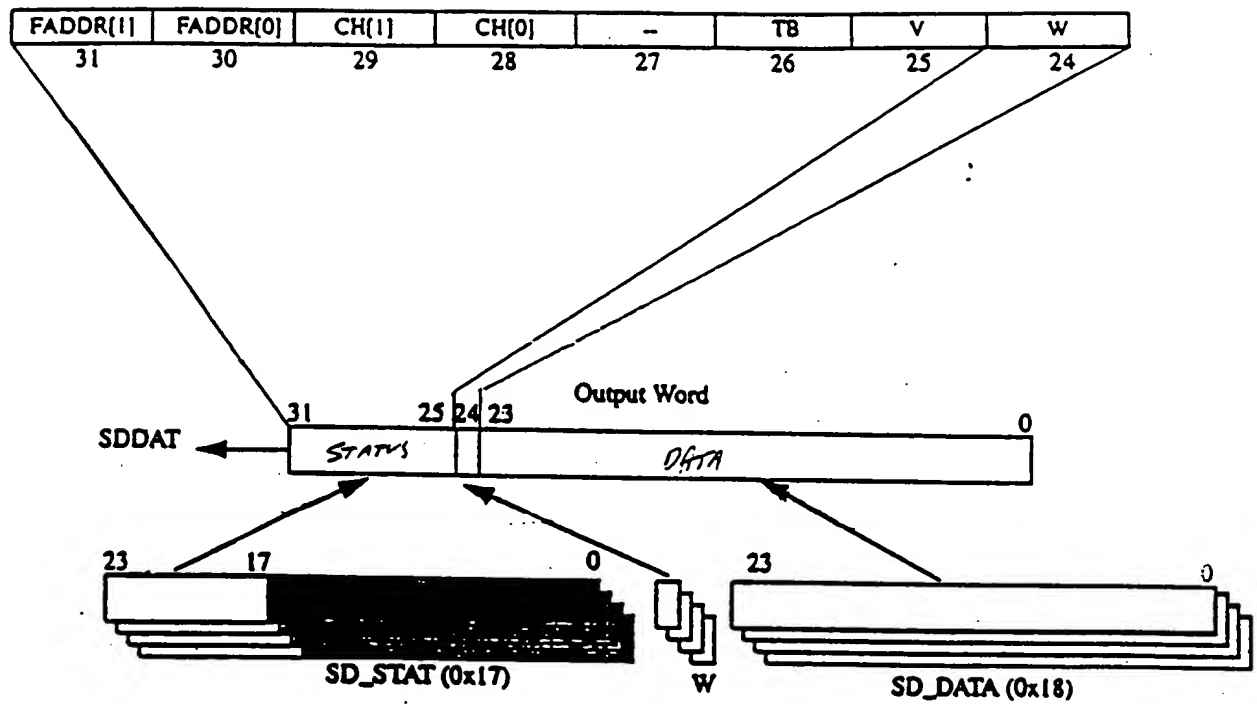 FADDR[1] FADDR[0] CH[1] CH[0] – TB V W
31 30 29 28 27 26 25 24
Output Word
31 25 24 23 0
SDDAT STATUS DATA
23 17 0 23 0
SD_STAT (0x17) W SD_DATA (0x18)